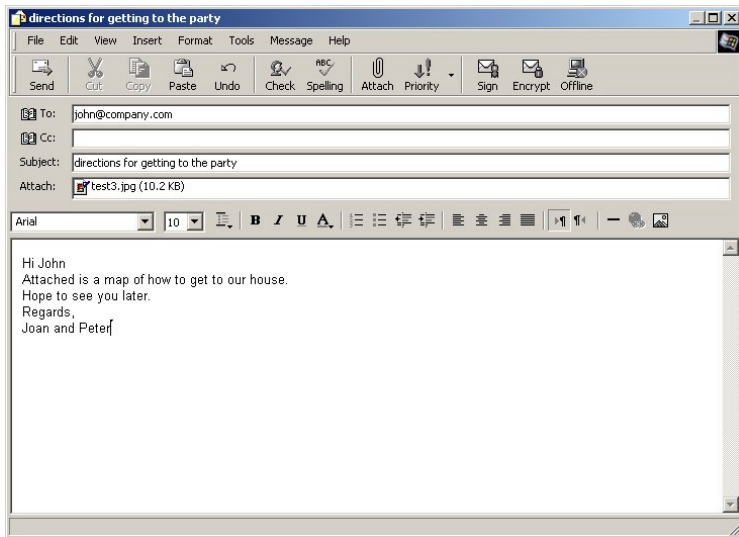 directions for getting to the party
File Edit View Insert Format Tools Message Help
Send Cut Copy Paste Undo Check Spelling Attach Priority Sign Encrypt Offline
To: john@company.com
Cc:
Subject: directions for getting to the party
Attach: test3.jpg (10.2 KB)
Arial 10 B I U A
Hi John
Attached is a map of how to get to our house.
Hope to see you later.
Regards,
Joan and Peter